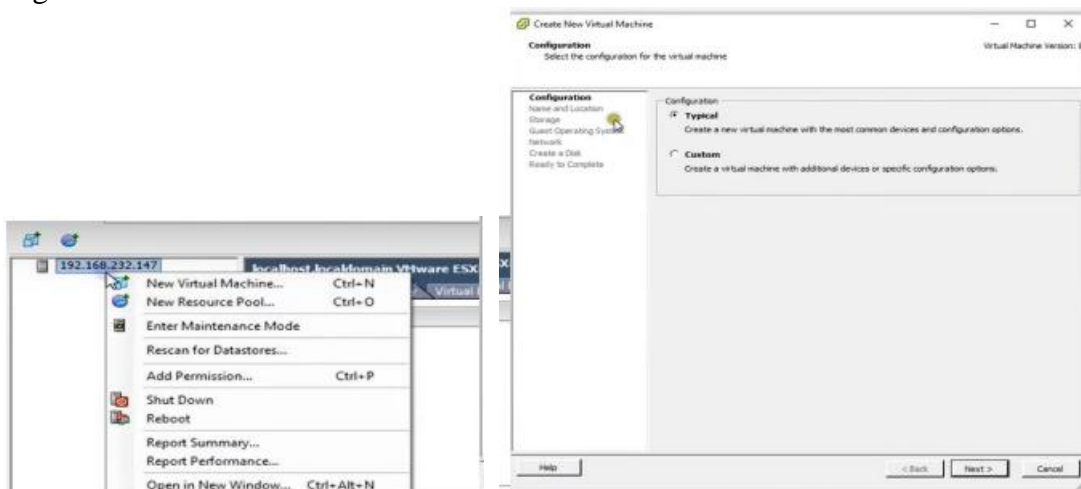 192.168.232.147
localhost.localdomain VMware ESX
Virtual
New Virtual Machine... Ctrl+N
New Resource Pool... Ctrl+O
Enter Maintenance Mode
Rescan for Datastores...
Add Permission... Ctrl+P
Shut Down
Reboot
Report Summary...
Report Performance...
Open in New Window... Ctrl+Alt+N
Create New Virtual Machine
Configuration
Select the configuration for the virtual machine
Virtual Machine Version: 8
Configuration
Name and Location
Storage
Guest Operating System
Network
Create a Disk
Ready to Complete
Configuration
Typical
Create a new virtual machine with the most common devices and configuration options.
Custom
Create a virtual machine with additional devices or specific configuration options.
Help
< Back
Next >
Cancel